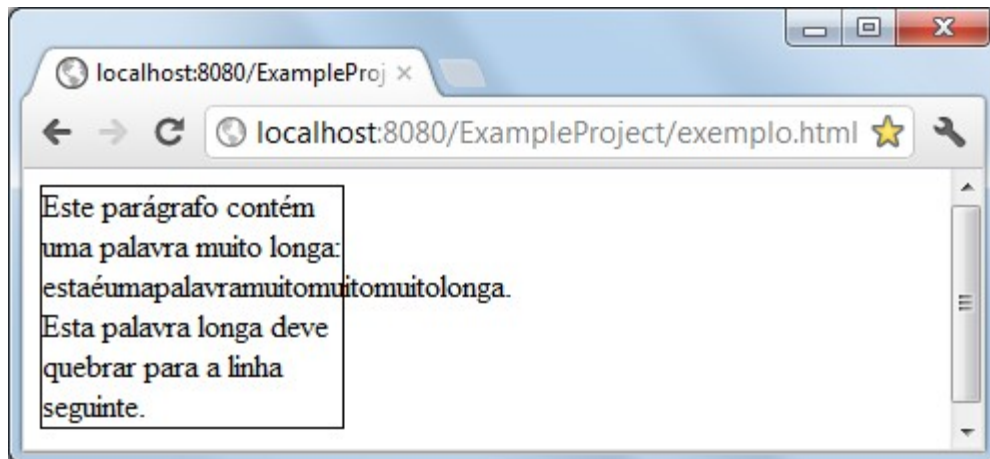 localhost:8080/ExampleProj
localhost:8080/ExampleProject/exemplo.html
Este parágrafo contém
uma palavra muito longa:
estaéumapalavramuitomuitomuitolonga.
Esta palavra longa deve
quebrar para a linha
seguinte.